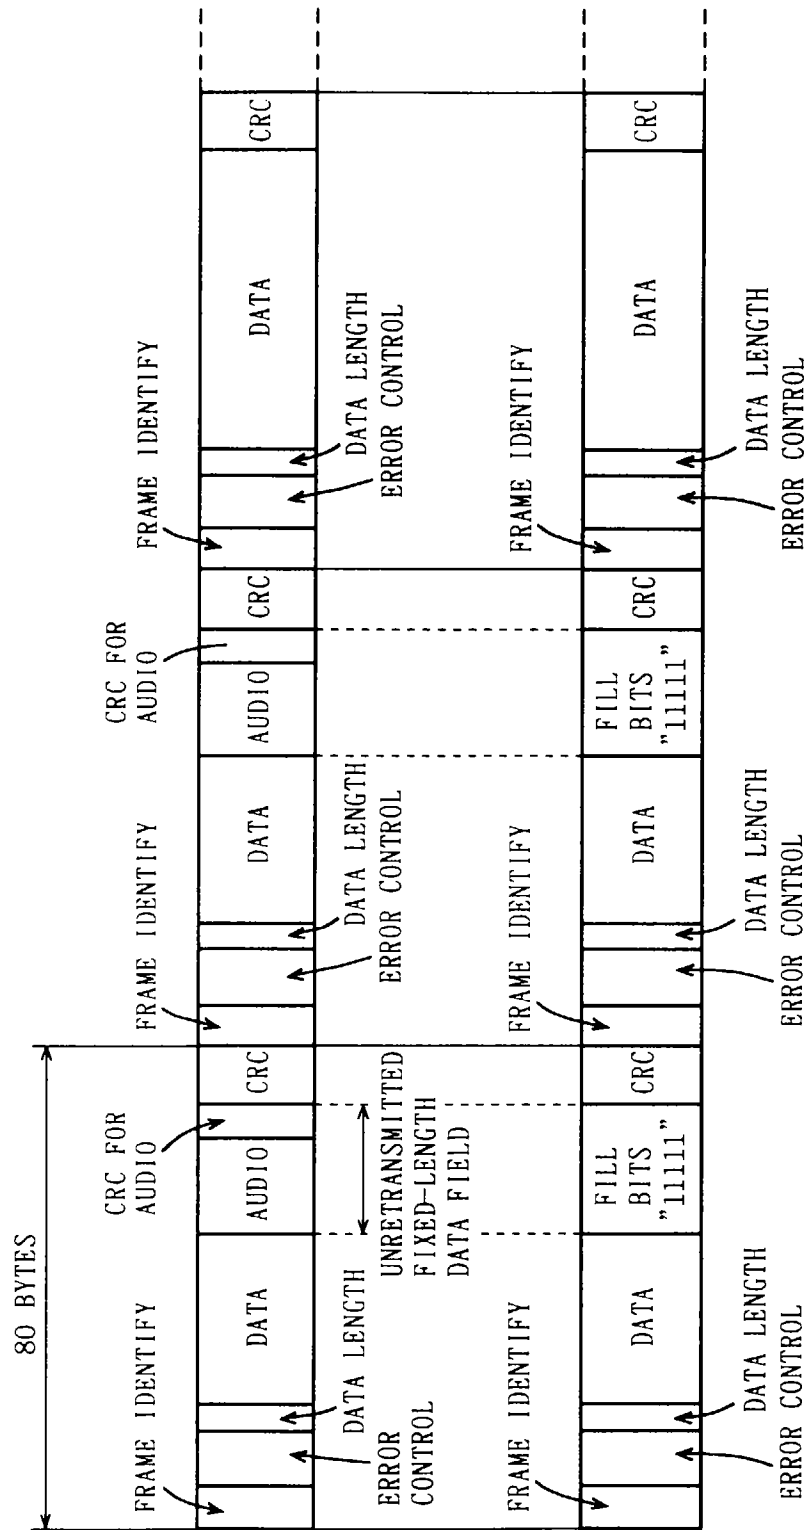 80 BYTES
FRAME IDENTIFY
CRC FOR
AUDIO
FRAME IDENTIFY
CRC FOR
AUDIO
FRAME IDENTIFY
DATA
AUDIO
CRC
DATA
AUDIO
CRC
DATA
CRC
ERROR
CONTROL
DATA LENGTH
UNRETRANSMITTED
FIXED-LENGTH
DATA FIELD
DATA LENGTH
ERROR CONTROL
DATA LENGTH
ERROR CONTROL
FRAME IDENTIFY
FRAME IDENTIFY
FRAME IDENTIFY
DATA
FILL
BITS
"11111"
CRC
DATA
FILL
BITS
"11111"
CRC
DATA
CRC
DATA LENGTH
ERROR CONTROL
DATA LENGTH
ERROR CONTROL
DATA LENGTH
ERROR CONTROL